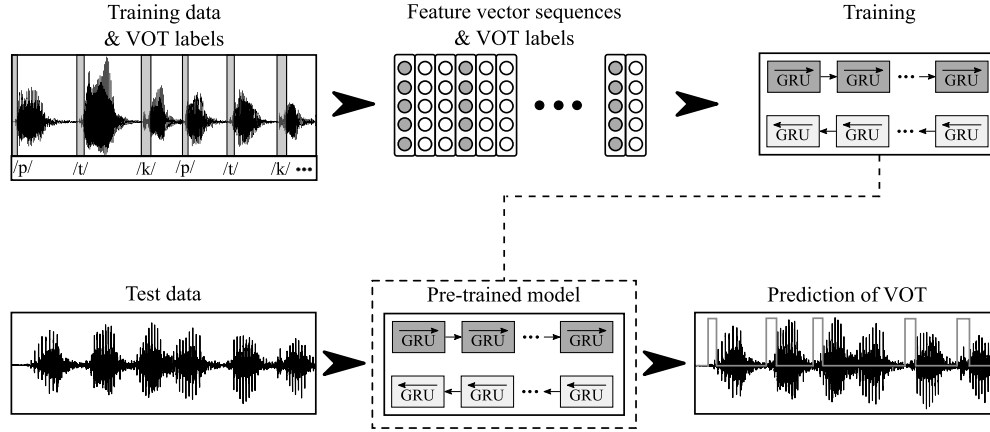 Training data
& VOT labels
Feature vector sequences
& VOT labels
Training
/p/ /t/ /k/ /p/ /t/ /k/ •••
•••
GRU GRU ••• GRU
GRU GRU ••• GRU
Test data
Pre-trained model
Prediction of VOT
GRU GRU ••• GRU
GRU GRU ••• GRU